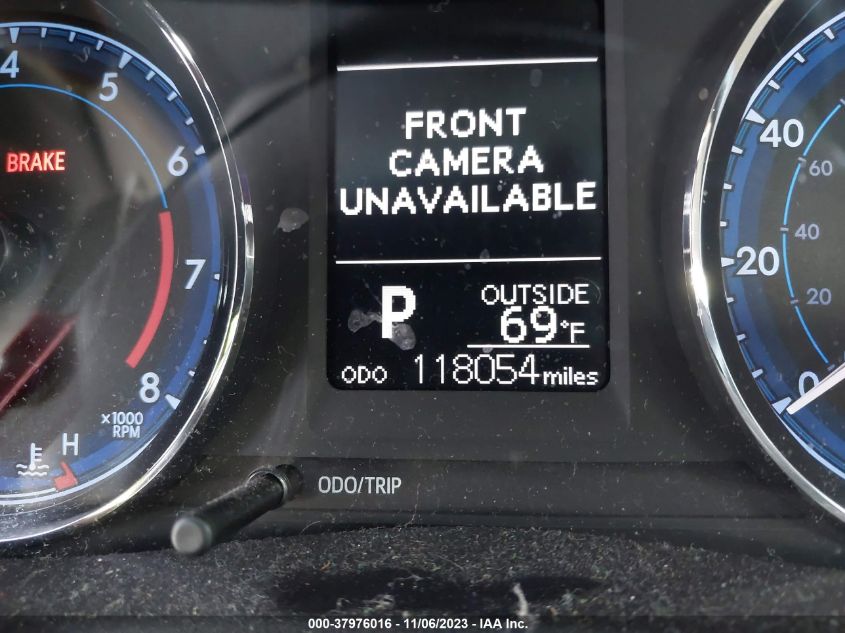 4
5
6
7
8
BRAKE
x1000
RPM
H
FRONT
CAMERA
UNAVAILABLE
P
OUTSIDE
69°F
ODO 118054 miles
ODO/TRIP
40
60
40
20
20
0
000-37976016 - 11/06/2023 - IAA Inc.